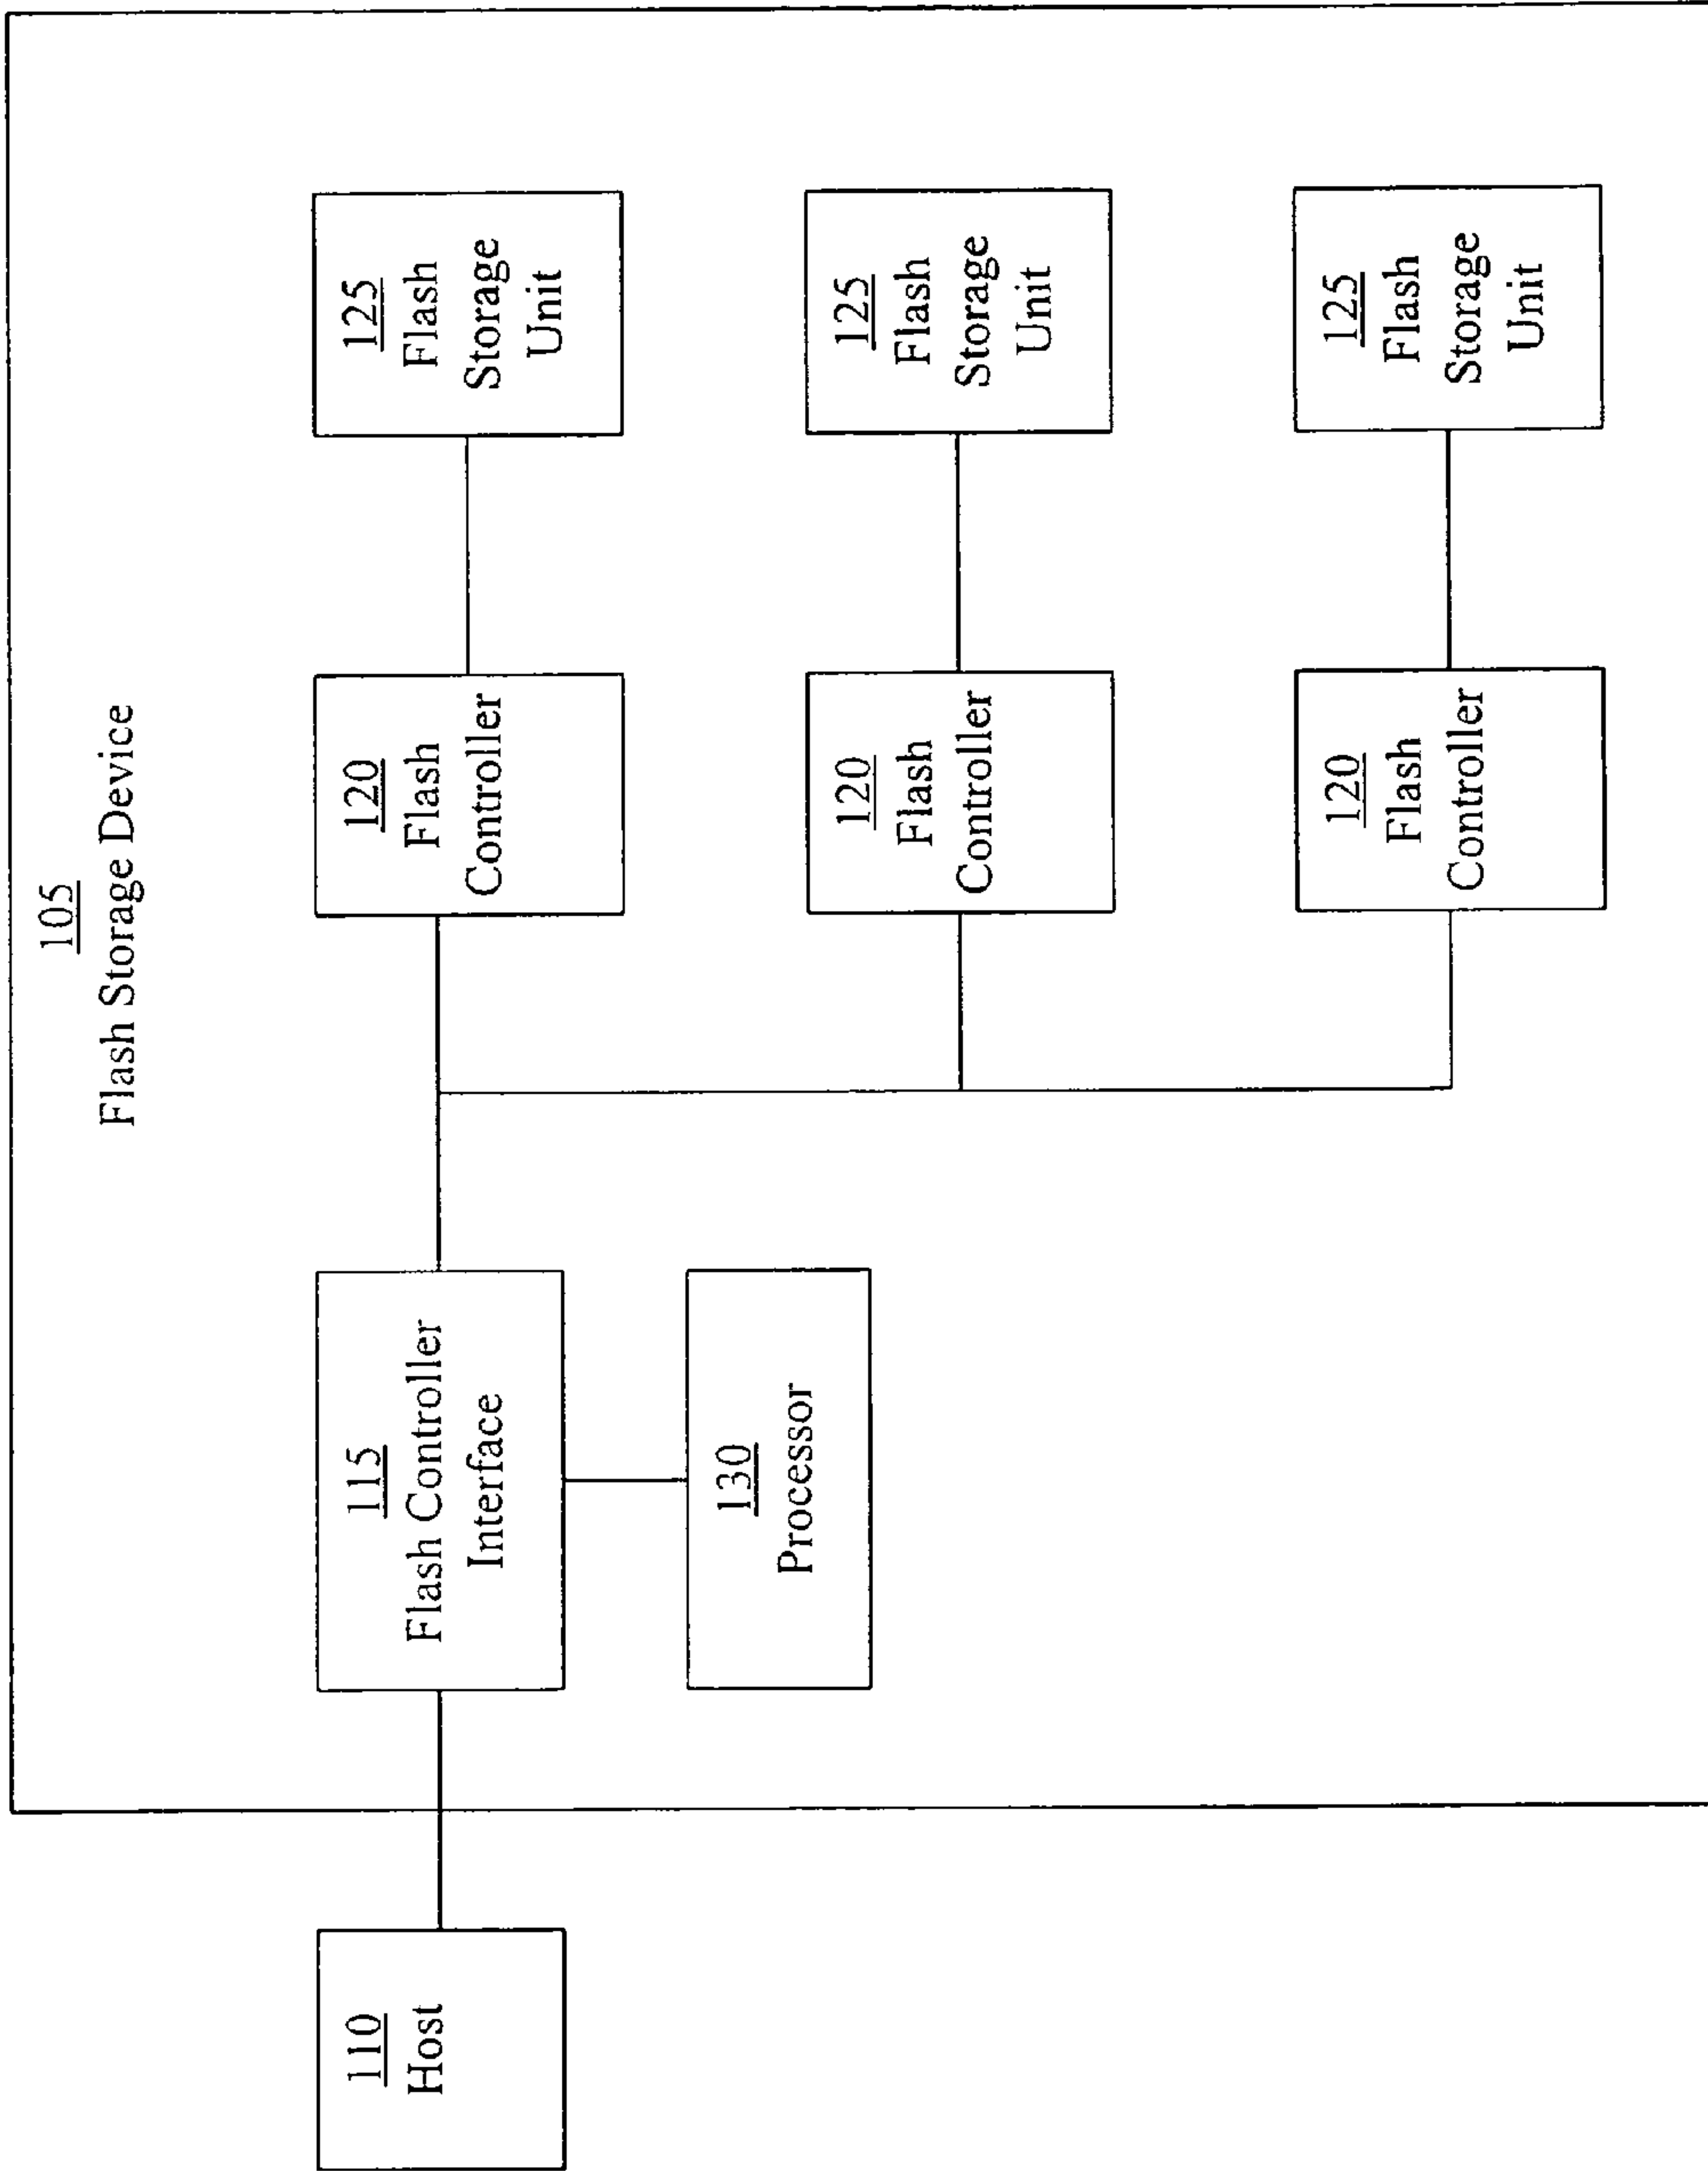 105
Flash Storage Device
110
Host
115
Flash Controller
Interface
130
Processor
120
Flash
Controller
125
Flash
Storage
Unit
120
Flash
Controller
125
Flash
Storage
Unit
120
Flash
Controller
125
Flash
Storage
Unit